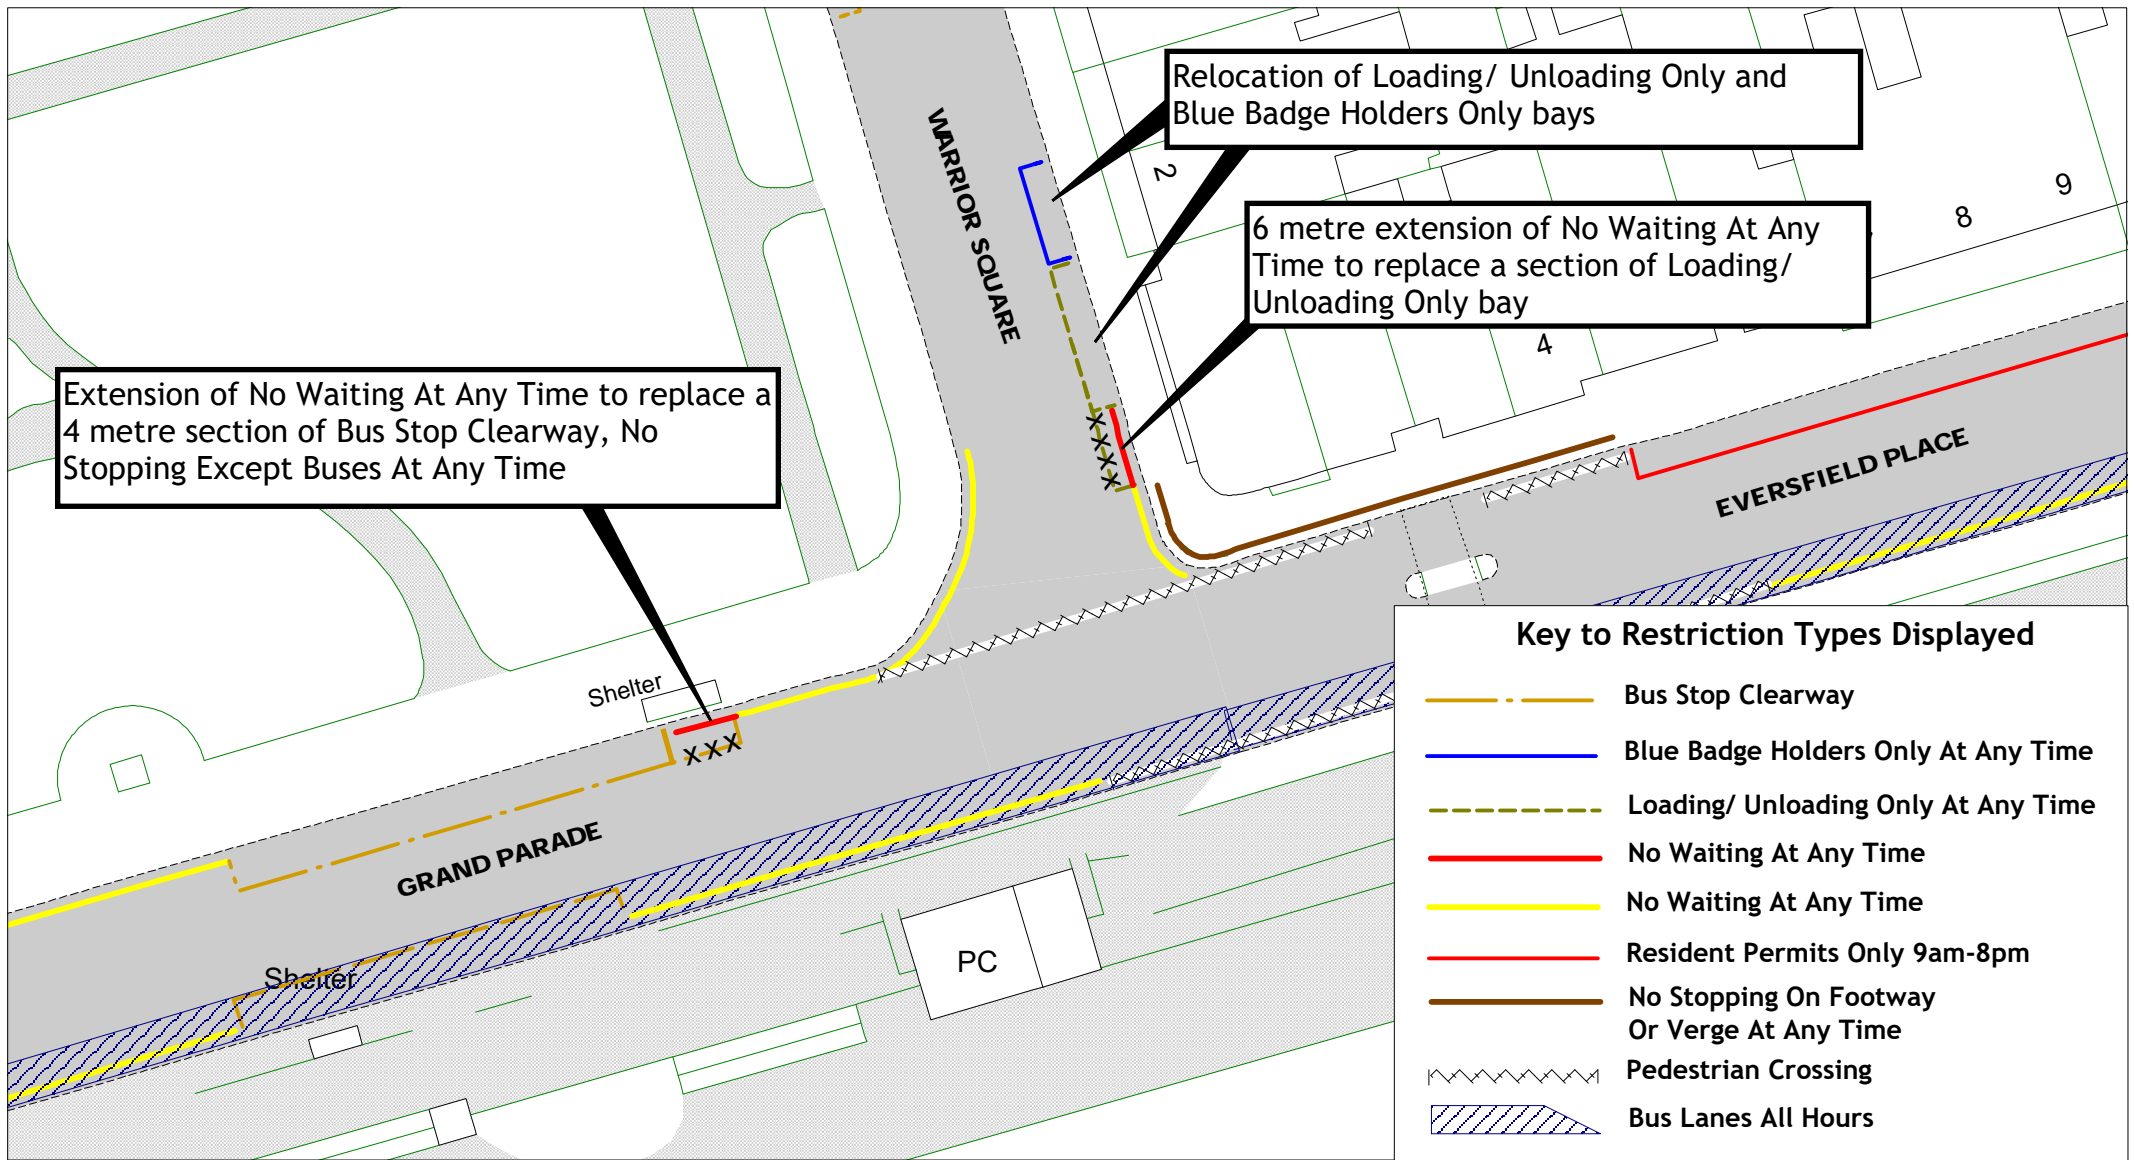 Relocation of Loading/ Unloading Only and
Blue Badge Holders Only bays
WARRIOR SQUARE
2
9
8
6 metre extension of No Waiting At Any
Time to replace a section of Loading/
Unloading Only bay
4
Extension of No Waiting At Any Time to replace a
4 metre section of Bus Stop Clearway, No
Stopping Except Buses At Any Time
X X X X
EVERSFIELD PLACE
Shelter
X X X
GRAND PARADE
Shelter
PC
Key to Restriction Types Displayed
Bus Stop Clearway
Blue Badge Holders Only At Any Time
Loading/ Unloading Only At Any Time
No Waiting At Any Time
No Waiting At Any Time
Resident Permits Only 9am-8pm
No Stopping On Footway
Or Verge At Any Time
Pedestrian Crossing
Bus Lanes All Hours